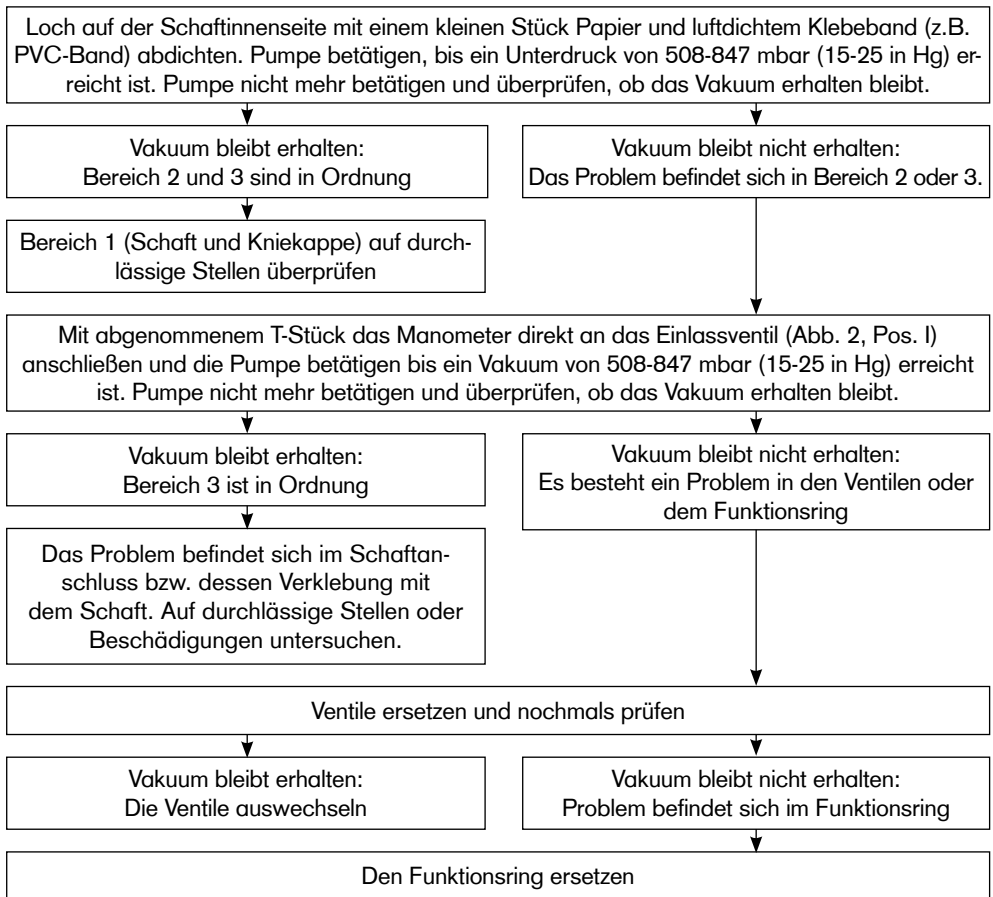 Loch auf der Schaftinnenseite mit einem kleinen Stück Papier und luftdichtem Klebeband (z.B.
PVC-Band) abdichten. Pumpe betätigen, bis ein Unterdruck von 508-847 mbar (15-25 in Hg) er-
reicht ist. Pumpe nicht mehr betätigen und überprüfen, ob das Vakuum erhalten bleibt.
Vakuum bleibt erhalten:
Bereich 2 und 3 sind in Ordnung
Vakuum bleibt nicht erhalten:
Das Problem befindet sich in Bereich 2 oder 3.
Bereich 1 (Schaft und Kniekappe) auf durch-
lässige Stellen überprüfen
Mit abgenommenem T-Stück das Manometer direkt an das Einlassventil (Abb. 2, Pos. I)
anschließen und die Pumpe betätigen bis ein Vakuum von 508-847 mbar (15-25 in Hg) erreicht
ist. Pumpe nicht mehr betätigen und überprüfen, ob das Vakuum erhalten bleibt.
Vakuum bleibt erhalten:
Bereich 3 ist in Ordnung
Vakuum bleibt nicht erhalten:
Es besteht ein Problem in den Ventilen oder
dem Funktionsring
Das Problem befindet sich im Schaftan-
schluss bzw. dessen Verklebung mit
dem Schaft. Auf durchlässige Stellen oder
Beschädigungen untersuchen.
Ventile ersetzen und nochmals prüfen
Vakuum bleibt erhalten:
Die Ventile auswechseln
Vakuum bleibt nicht erhalten:
Problem befindet sich im Funktionsring
Den Funktionsring ersetzen